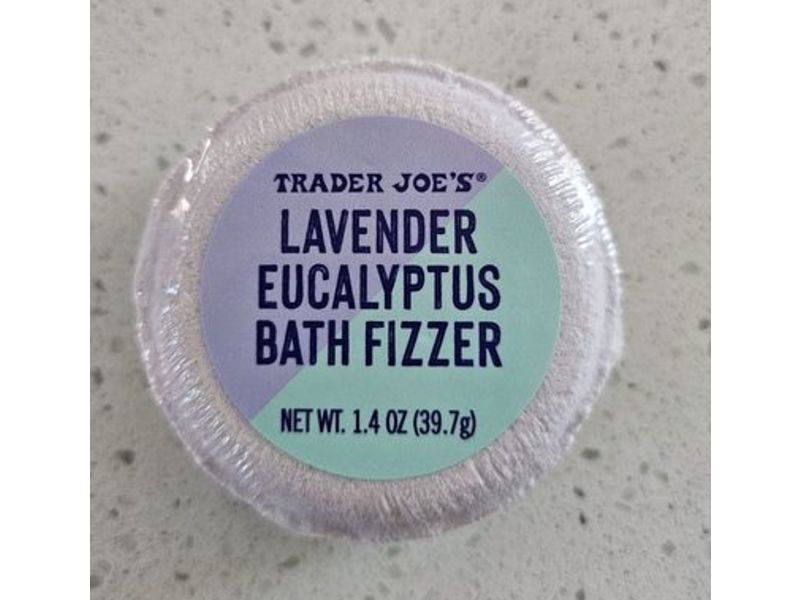 TRADER JOE'S®
LAVENDER
EUCALYPTUS
BATH FIZZER
NET WT. 1.4 OZ (39.7g)